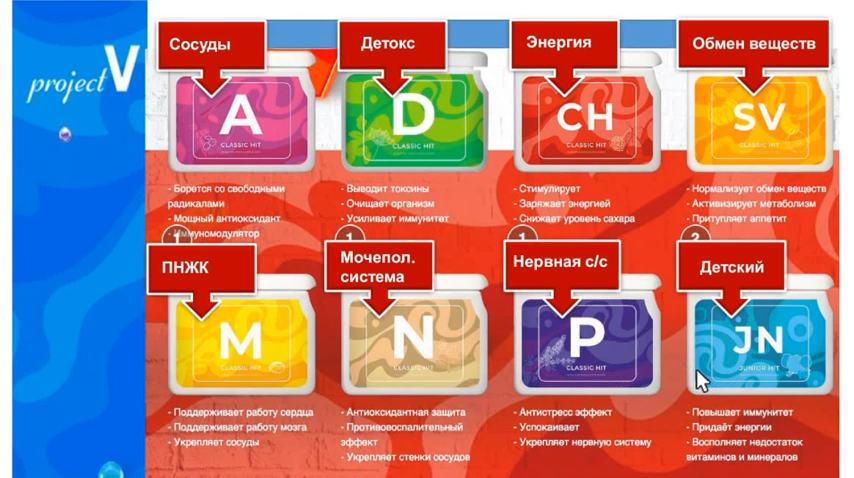 project V
Сосуды
Детокс
Энергия
Обмен веществ
A
CLASSIC HIT
D
CLASSIC HIT
CH
CLASSIC HIT
SV
CLASSIC HIT
- Борется со свободными
радикалами
- Мощный антиоксидант
- Иммуномодулятор
- Выводит токсины
- Очищает организм
- Усиливает иммунитет
- Стимулирует
- Заряжает энергией
- Снижает уровень сахара
- Нормализует обмен веществ
- Активизирует метаболизм
- Притупляет аппетит
1
1
1
2
ПНЖК
Мочепол.
система
Нервная с/с
Детский
M
CLASSIC HIT
N
CLASSIC HIT
P
CLASSIC HIT
JN
JUNIOR HIT
- Поддерживает работу сердца
- Поддерживает работу мозга
- Укрепляет сосуды
- Антиоксидантная защита
- Противовоспалительный
эффект
- Укрепляет стенки сосудов
- Антистресс эффект
- Успокаивает
- Укрепляет нервную систему
- Повышает иммунитет
- Придаёт энергии
- Восполняет недостаток
витаминов и минералов